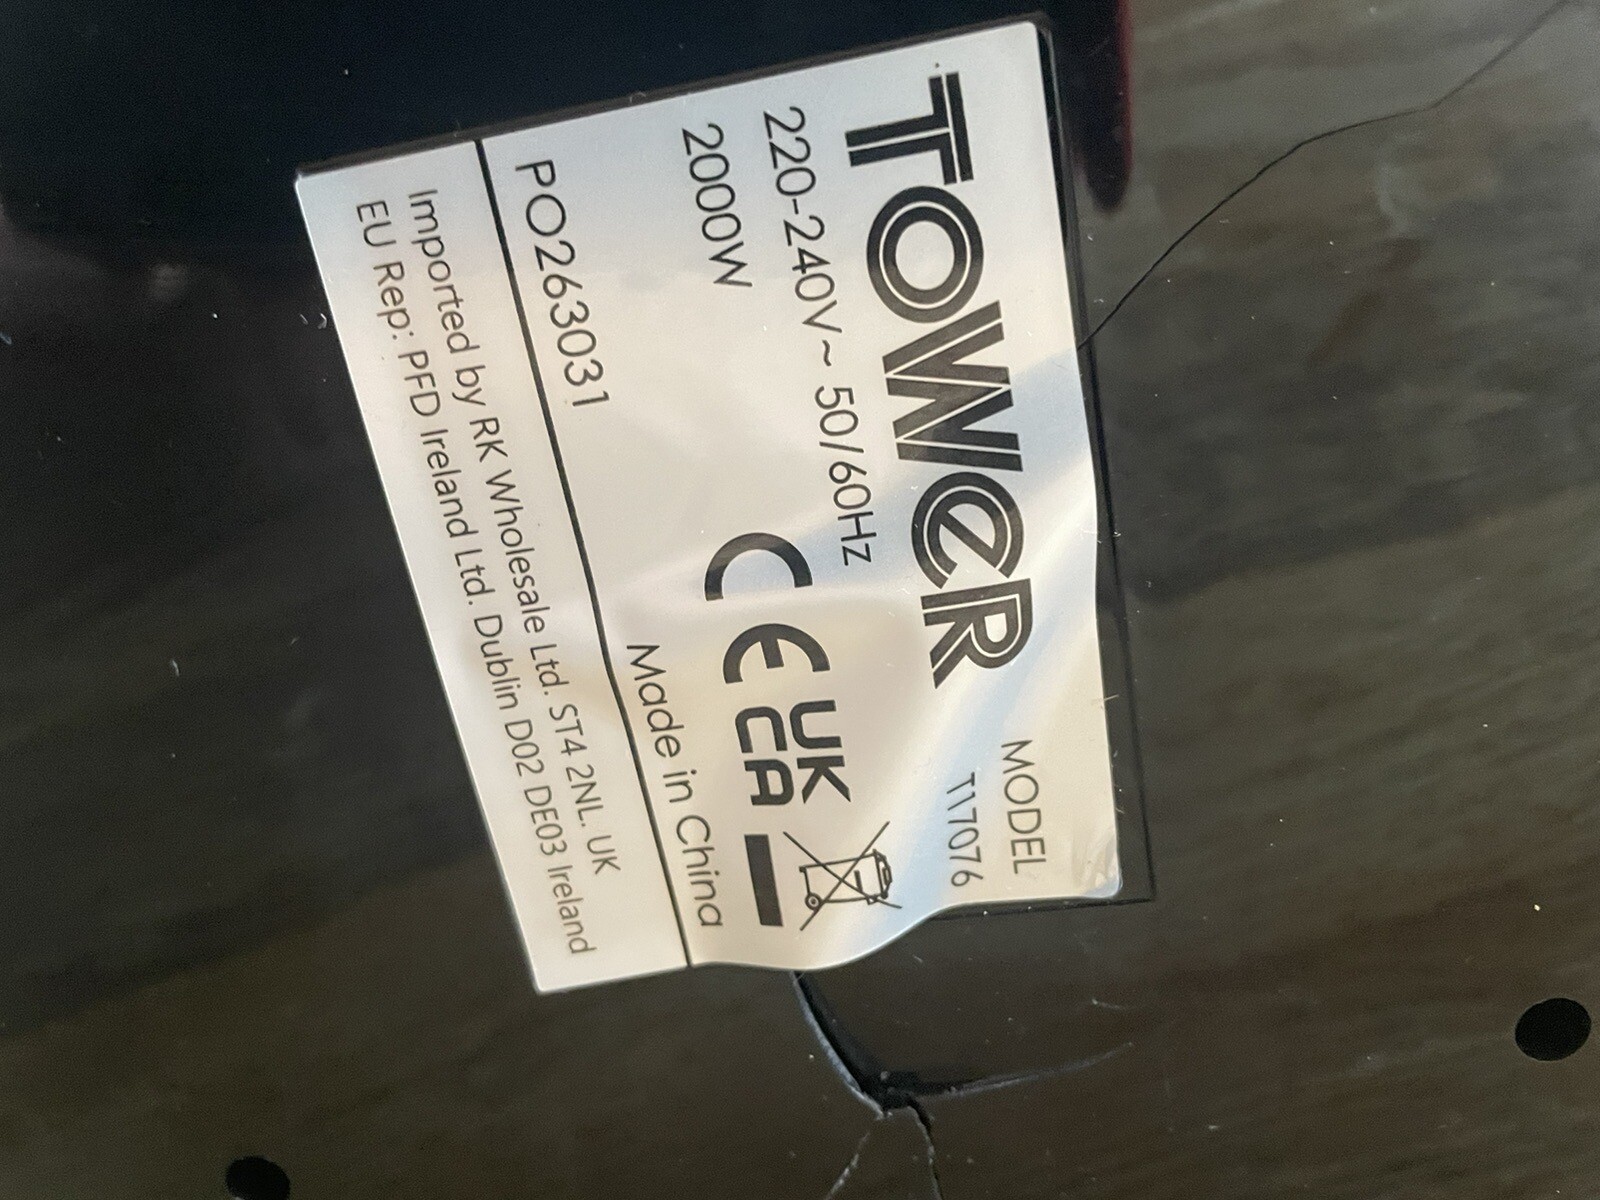 TOWER
MODEL
T17076
220-240V~ 50/60Hz
2000W
CE UK
CA
PO263031
Made in China
Imported by RK Wholesale Ltd. ST4 2NL. UK
EU Rep: PFD Ireland Ltd. Dublin D02 DE03 Ireland